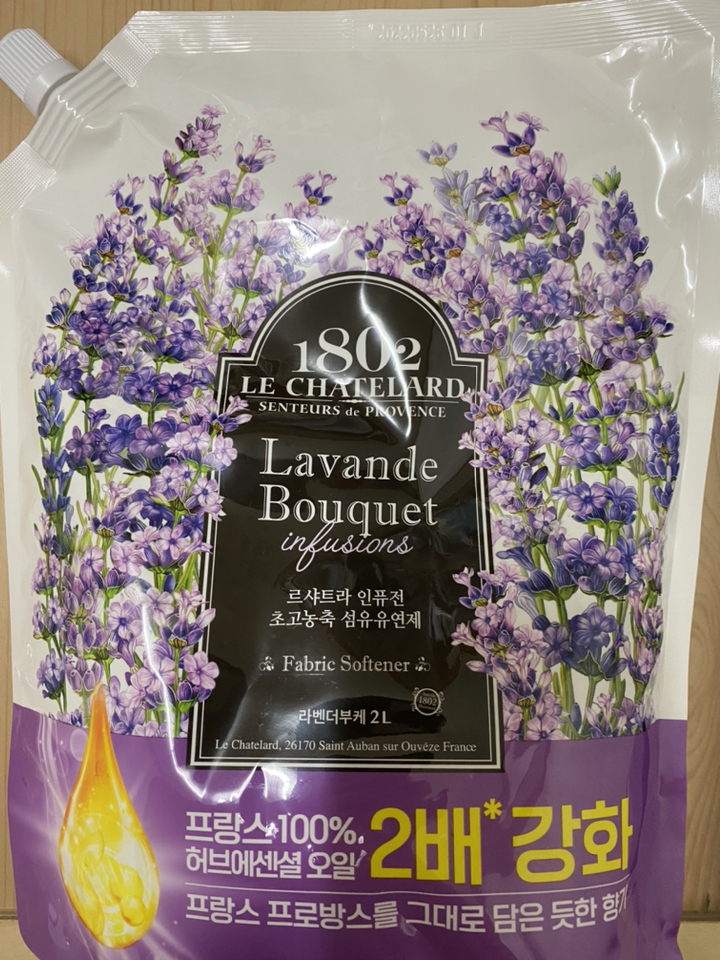 1802
LE CHATELARD
SENTEURS de PROVENCE
Lavande
Bouquet
infusions
르샤트라 인퓨전
초고농축 섬유유연제
Fabric Softener
라벤더부케 2L
1802
Le Chatelard, 26170 Saint Auban sur Ouvèze France
프랑스 100%
허브에센셜 오일 2배* 강화
프랑스 프로방스를 그대로 담은 듯한 향기